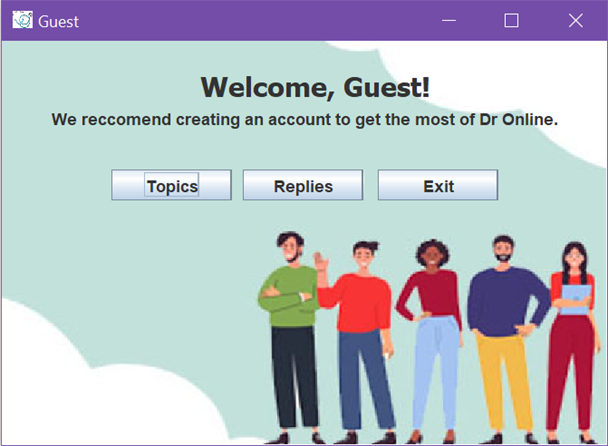 Guest
Welcome, Guest!
We reccomend creating an account to get the most of Dr Online.
Topics Replies Exit